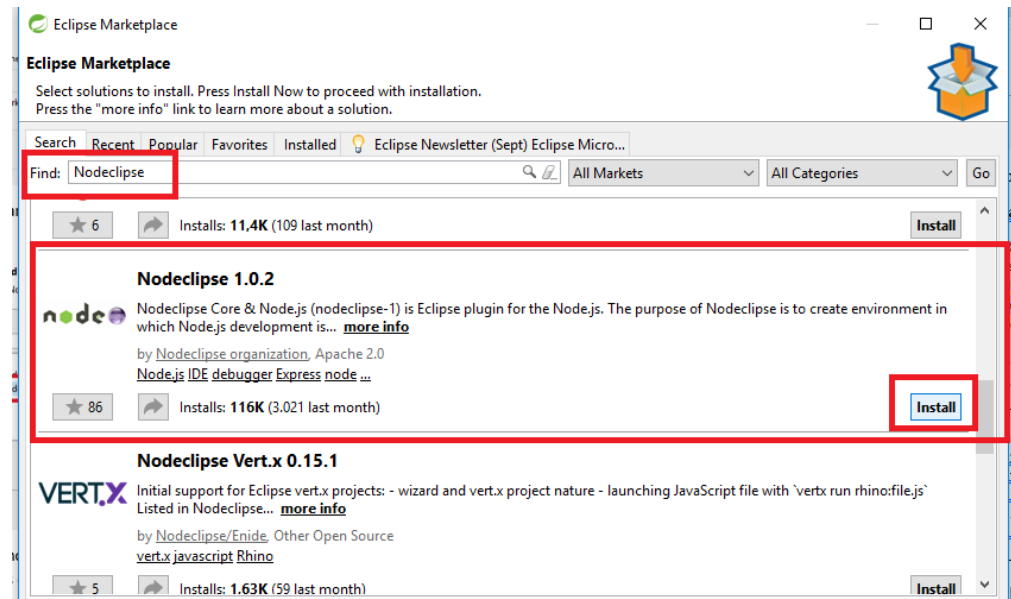 Eclipse Marketplace
Eclipse Marketplace
Select solutions to install. Press Install Now to proceed with installation.
Press the "more info" link to learn more about a solution.
Search Recent Popular Favorites Installed Eclipse Newsletter (Sept) Eclipse Micro...
Find: Nodeclipse All Markets All Categories Go
6 Installs: 11,4K (109 last month) Install
Nodeclipse 1.0.2
node
Nodeclipse Core & Node.js (nodeclipse-1) is Eclipse plugin for the Node.js. The purpose of Nodeclipse is to create environment in
which Node.js development is... more info
by Nodeclipse organization, Apache 2.0
Node.js IDE debugger Express node ...
86 Installs: 116K (3.021 last month) Install
Nodeclipse Vert.x 0.15.1
VERT.X
Initial support for Eclipse vert.x projects: - wizard and vert.x project nature - launching JavaScript file with `vertx run rhino:file.js`
Listed in Nodeclipse... more info
by Nodeclipse/Enide, Other Open Source
vert.x javascript Rhino
5 Installs: 1,63K (59 last month) Install